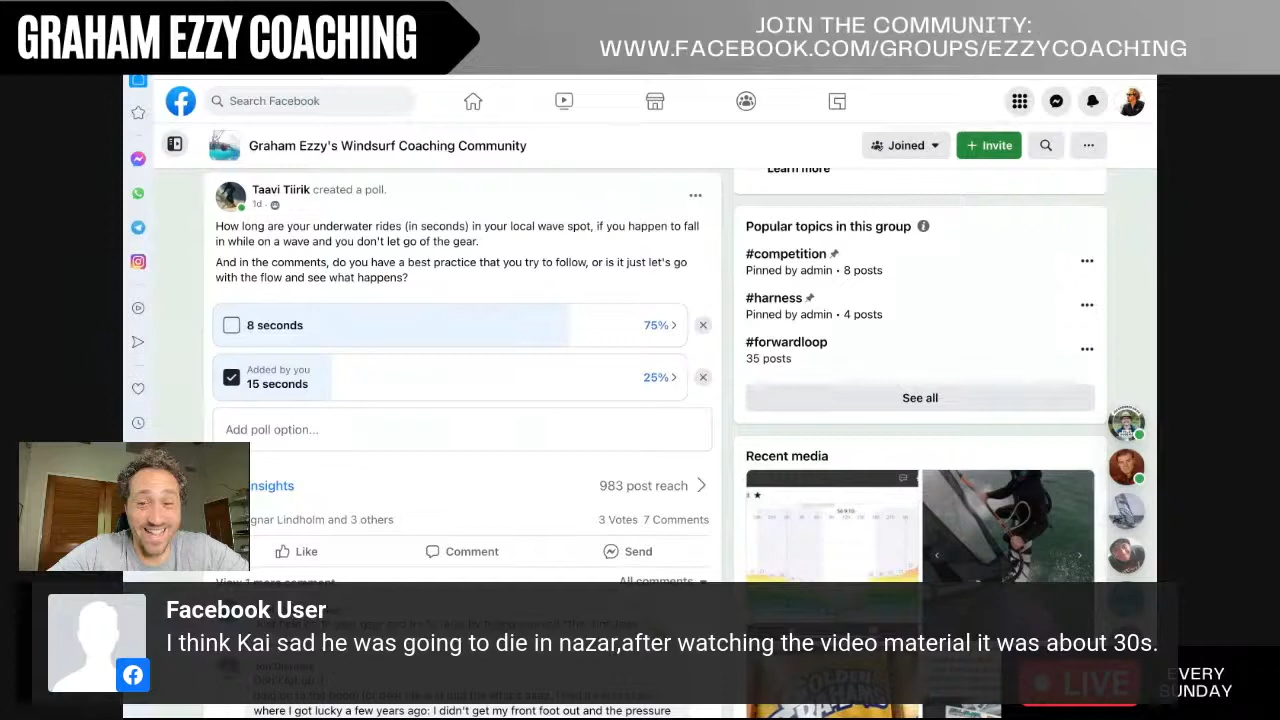 GRAHAM EZZY COACHING
JOIN THE COMMUNITY:
WWW.FACEBOOK.COM/GROUPS/EZZYCOACHING
Search Facebook
Graham Ezzy's Windsurf Coaching Community
Joined
+ Invite
Learn more
Taavi Tiirik created a poll.
1d
How long are your underwater rides (in seconds) in your local wave spot, if you happen to fall
in while on a wave and you don't let go of the gear.
And in the comments, do you have a best practice that you try to follow, or is it just let's go
with the flow and see what happens?
8 seconds
75%
Added by you
15 seconds
25%
Add poll option...
nsights
983 post reach
gnar Lindholm and 3 others
3 Votes 7 Comments
Like
Comment
Send
View 1 more comment
All comments
where I got lucky a few years ago: I didn't get my front foot out and the pressure
Popular topics in this group
#competition
Pinned by admin • 8 posts
#harness
Pinned by admin • 4 posts
#forwardloop
35 posts
See all
Recent media
Facebook User
I think Kai sad he was going to die in nazar,after watching the video material it was about 30s.
LIVE
EVERY
SUNDAY